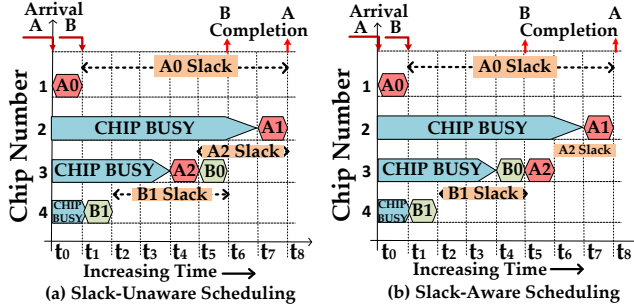 Arrival
A
B
B
A
Completion
A0 Slack
1
A0
2
CHIP BUSY
A1
A2 Slack
3
CHIP BUSY
A2
B0
B1 Slack
4
CHIP
BUSY
B1
Chip Number
t0 t1 t2 t3 t4 t5 t6 t7 t8
Increasing Time
(a) Slack-Unaware Scheduling
Arrival
A
B
B
A
Completion
A0 Slack
1
A0
2
CHIP BUSY
A1
A2 Slack
3
CHIP BUSY
B0
A2
B1 Slack
4
CHIP
BUSY
B1
Chip Number
t0 t1 t2 t3 t4 t5 t6 t7 t8
Increasing Time
(b) Slack-Aware Scheduling